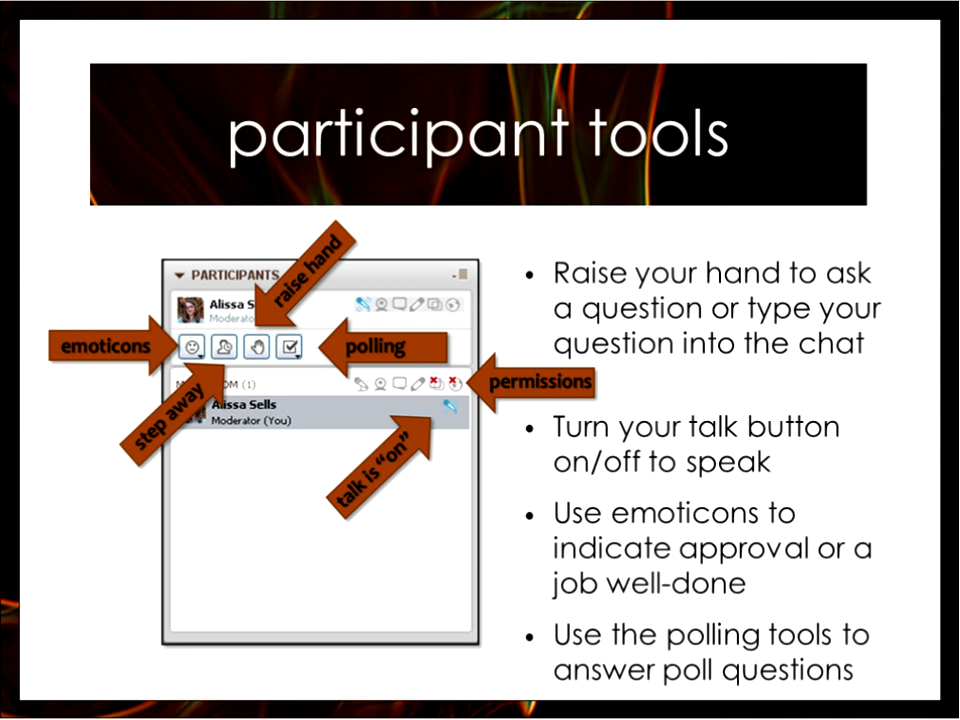 participant tools
PARTICIPANTS
raise hand
Alissa S
Moderato
emoticons
polling
permissions
step away
OM (1)
Alissa Sells
Moderator (You)
talk is "on"
• Raise your hand to ask
a question or type your
question into the chat
• Turn your talk button
on/off to speak
• Use emoticons to
indicate approval or a
job well-done
• Use the polling tools to
answer poll questions